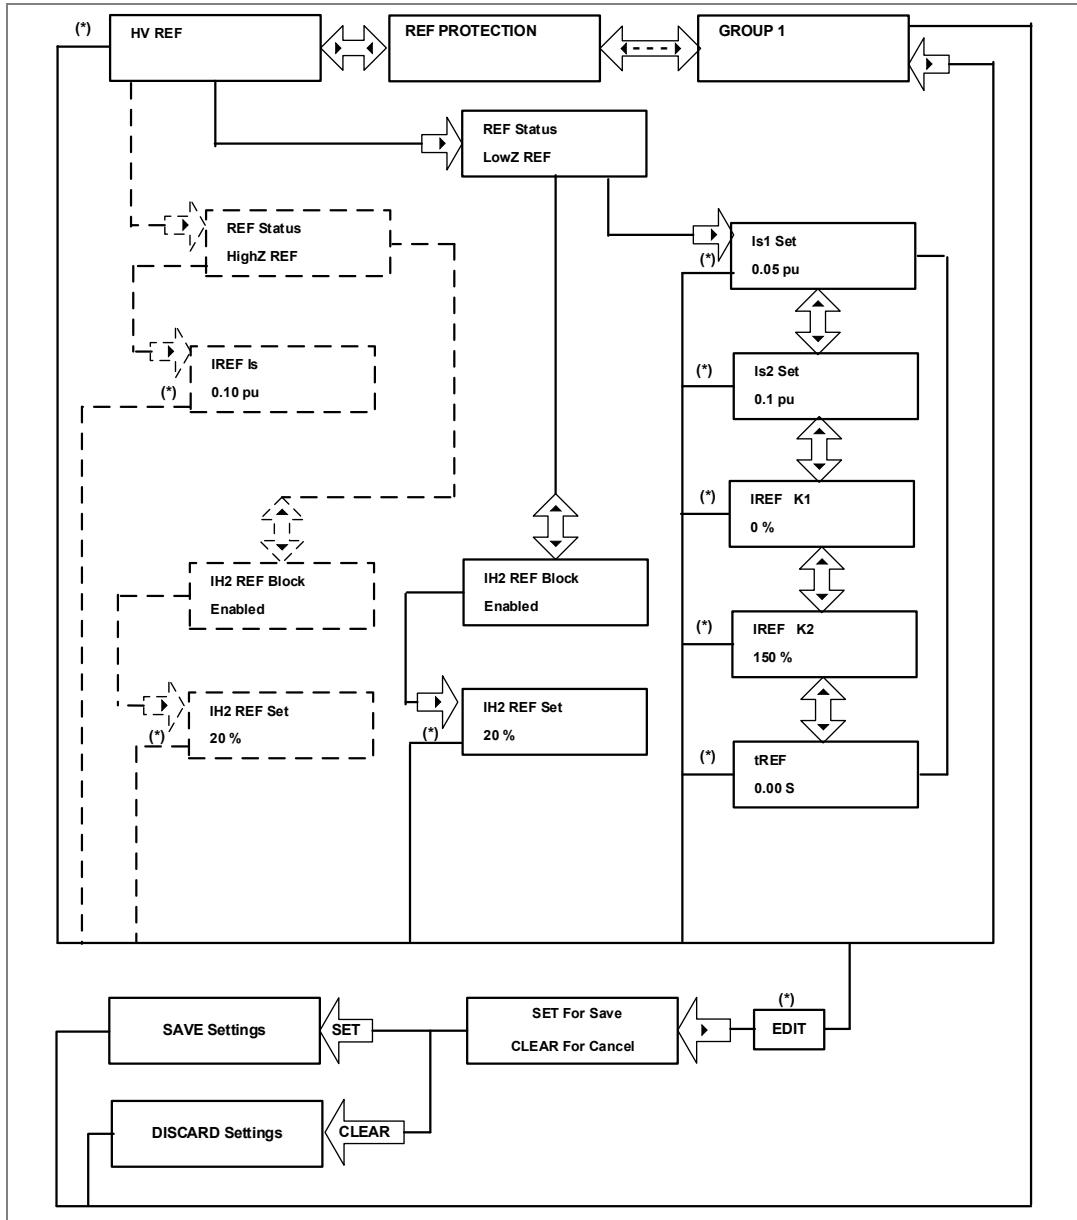 (*)
HV REF
REF PROTECTION
GROUP 1
REF Status
LowZ REF
REF Status
HighZ REF
Is1 Set
0.05 pu
(*)
IREF Is
0.10 pu
(*)
Is2 Set
0.1 pu
(*)
IREF K1
0 %
(*)
IH2 REF Block
Enabled
IH2 REF Block
Enabled
IREF K2
150 %
(*)
IH2 REF Set
20 %
(*)
IH2 REF Set
20 %
(*)
tREF
0.00 S
(*)
SAVE Settings
SET
SET For Save
CLEAR For Cancel
(*)
EDIT
DISCARD Settings
CLEAR